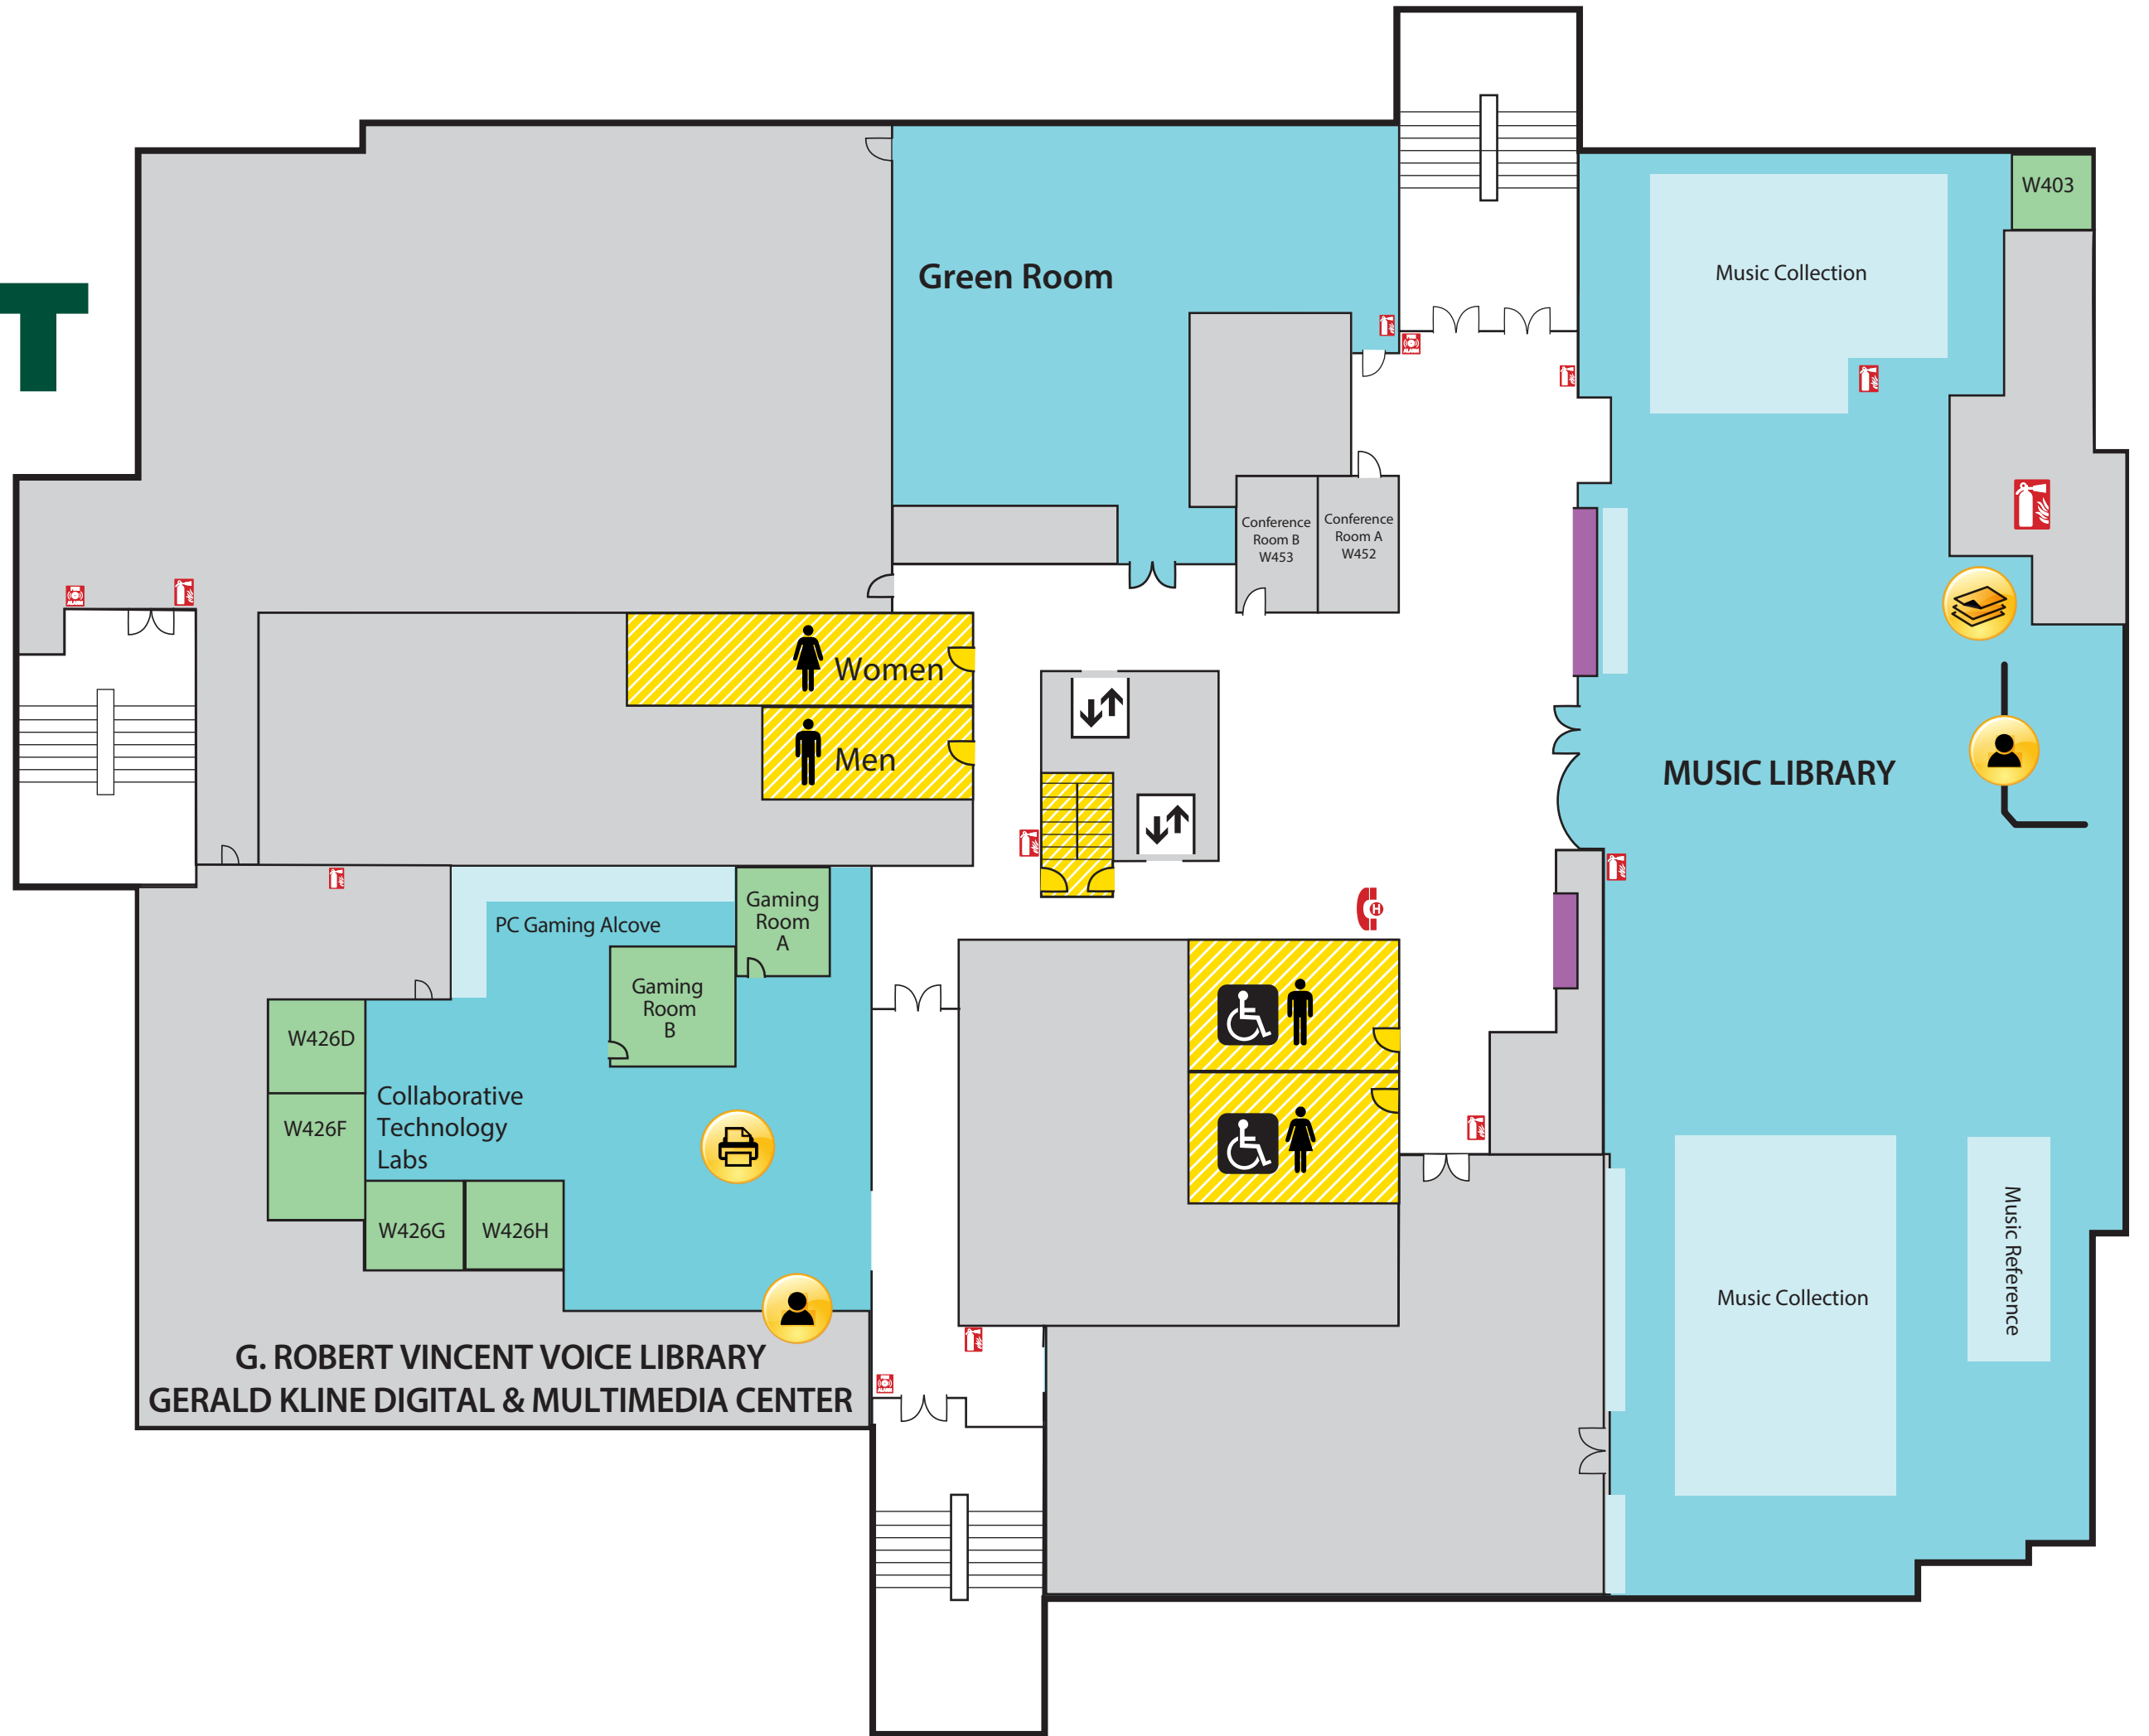 T
W403
Music Collection
Green Room
Conference
Room B
W453
Conference
Room A
W452
Women
Men
MUSIC LIBRARY
PC Gaming Alcove
Gaming
Room
A
Gaming
Room
B
H
W426D
W426F
Collaborative
Technology
Labs
W426G
W426H
Music Collection
Music Reference
G. ROBERT VINCENT VOICE LIBRARY
GERALD KLINE DIGITAL & MULTIMEDIA CENTER